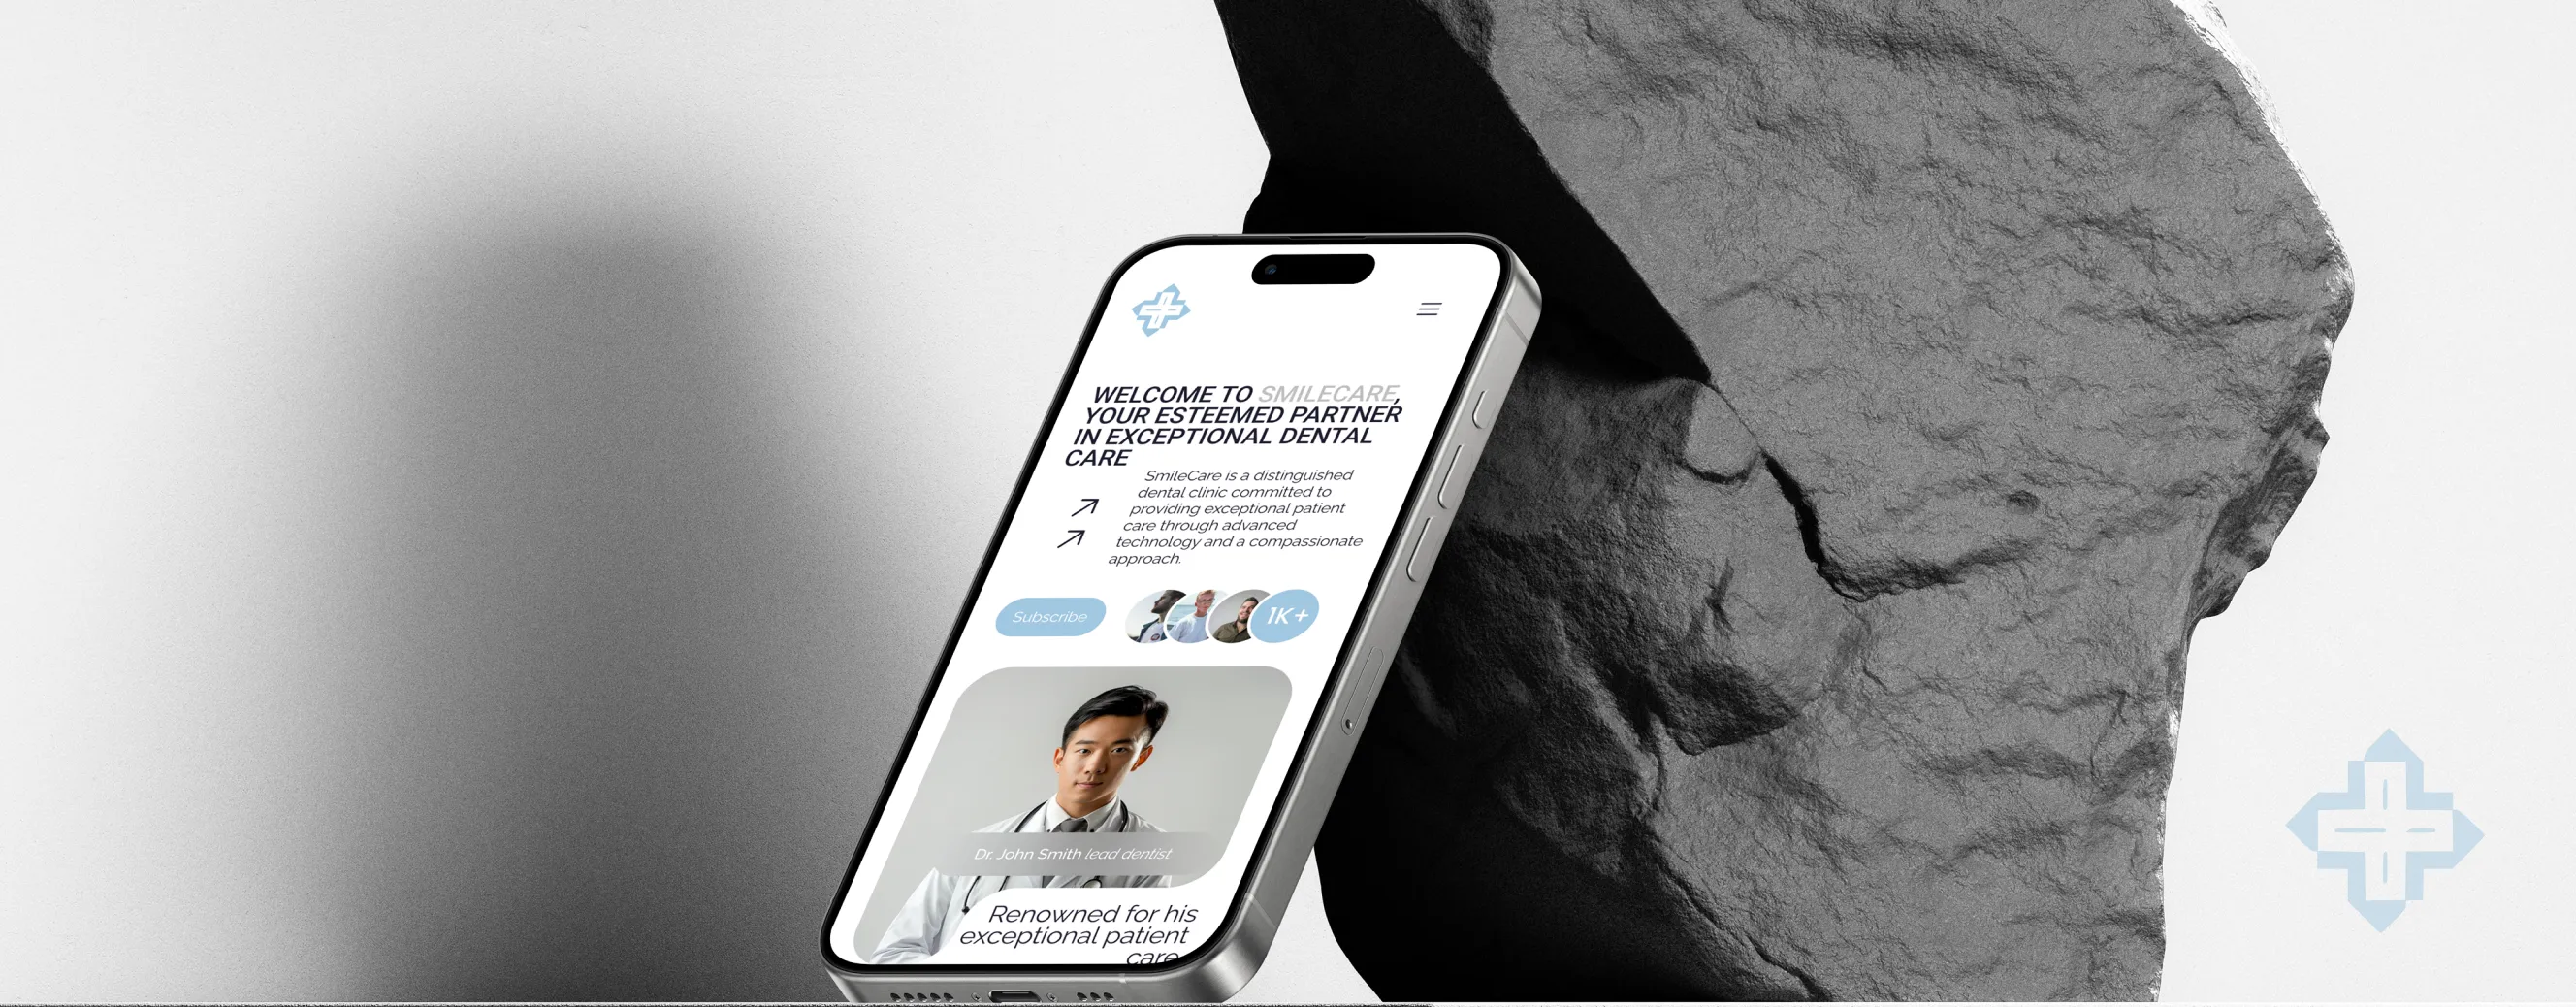 WELCOME TO SMILECARE,
YOUR ESTEEMED PARTNER
IN EXCEPTIONAL DENTAL
CARE
SmileCare is a distinguished
dental clinic committed to
providing exceptional patient
care through advanced
technology and a compassionate
approach.
Subscribe
1K+
Dr. John Smith lead dentist
Renowned for his
exceptional patient
care